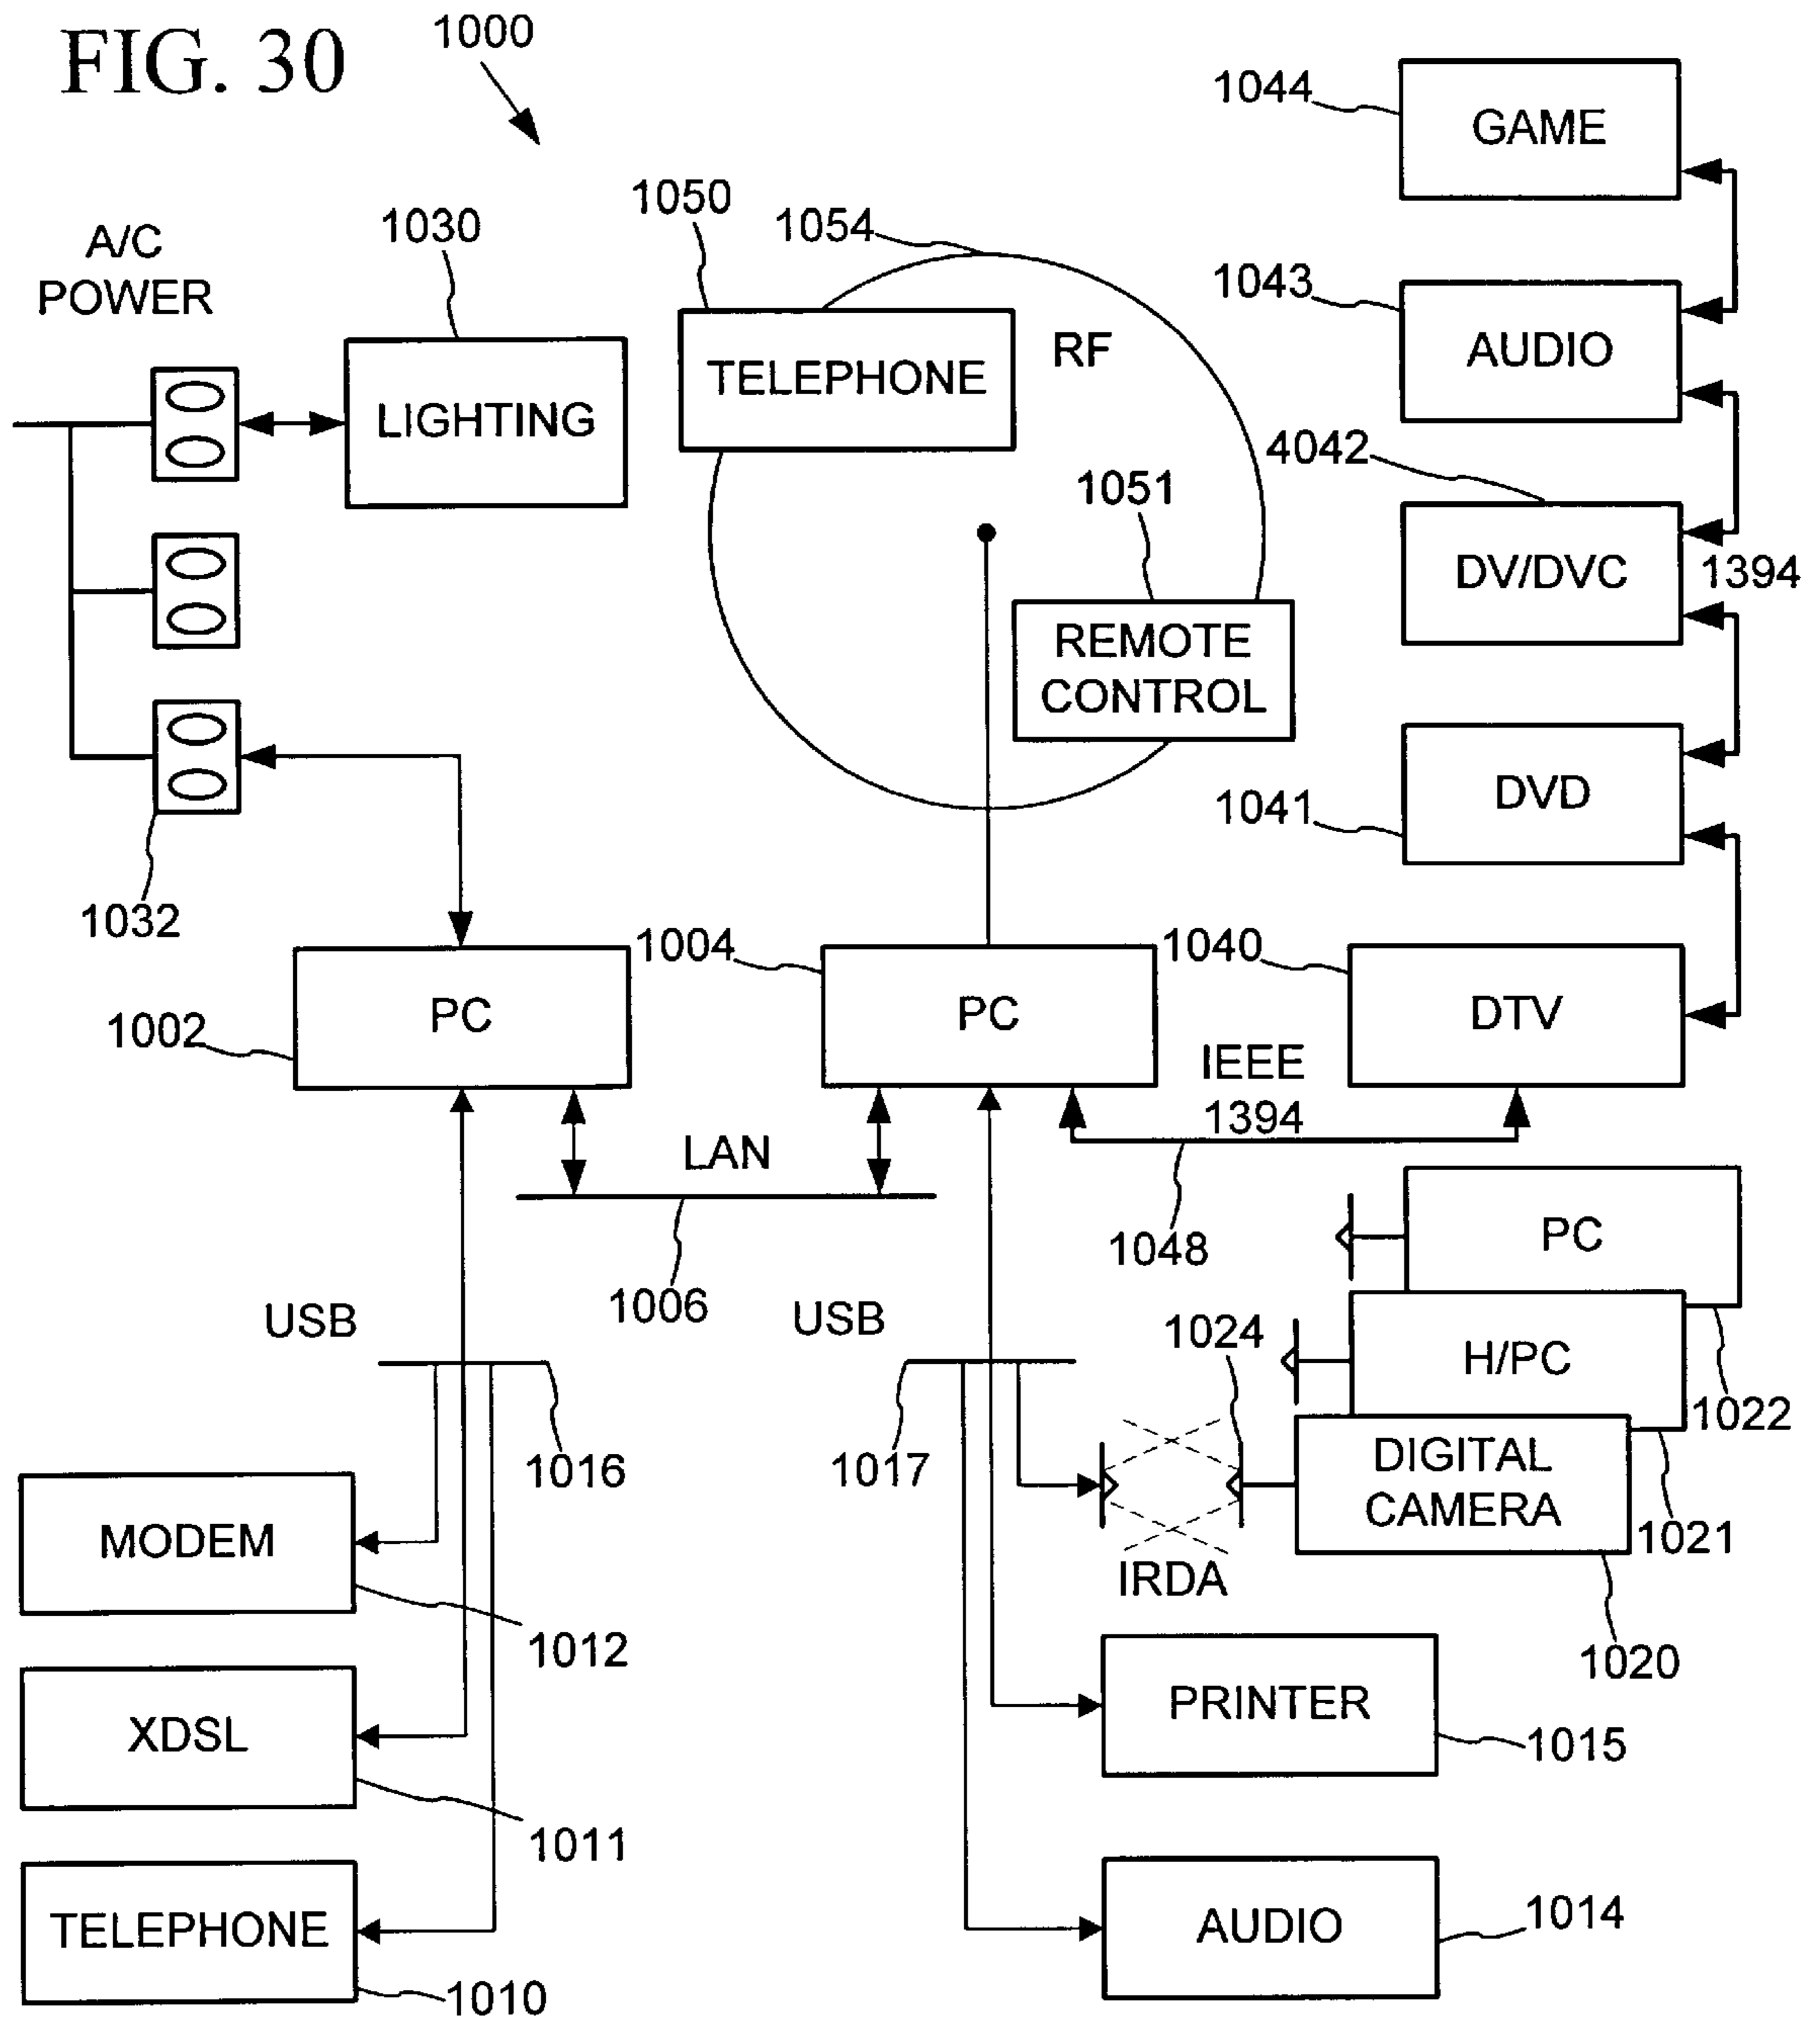 FIG. 30
1000
1044
GAME
1050
1054
1030
A/C
POWER
1043
AUDIO
RF
TELEPHONE
LIGHTING
4042
1051
DV/DVC
1394
REMOTE
CONTROL
DVD
1041
1032
1004
1040
PC
PC
DTV
1002
IEEE
1394
LAN
1048
PC
1006
USB
USB
1024
H/PC
1022
1016
1017
DIGITAL
CAMERA
1021
MODEM
IRDA
1012
1020
PRINTER
XDSL
1015
1011
TELEPHONE
AUDIO
1014
1010